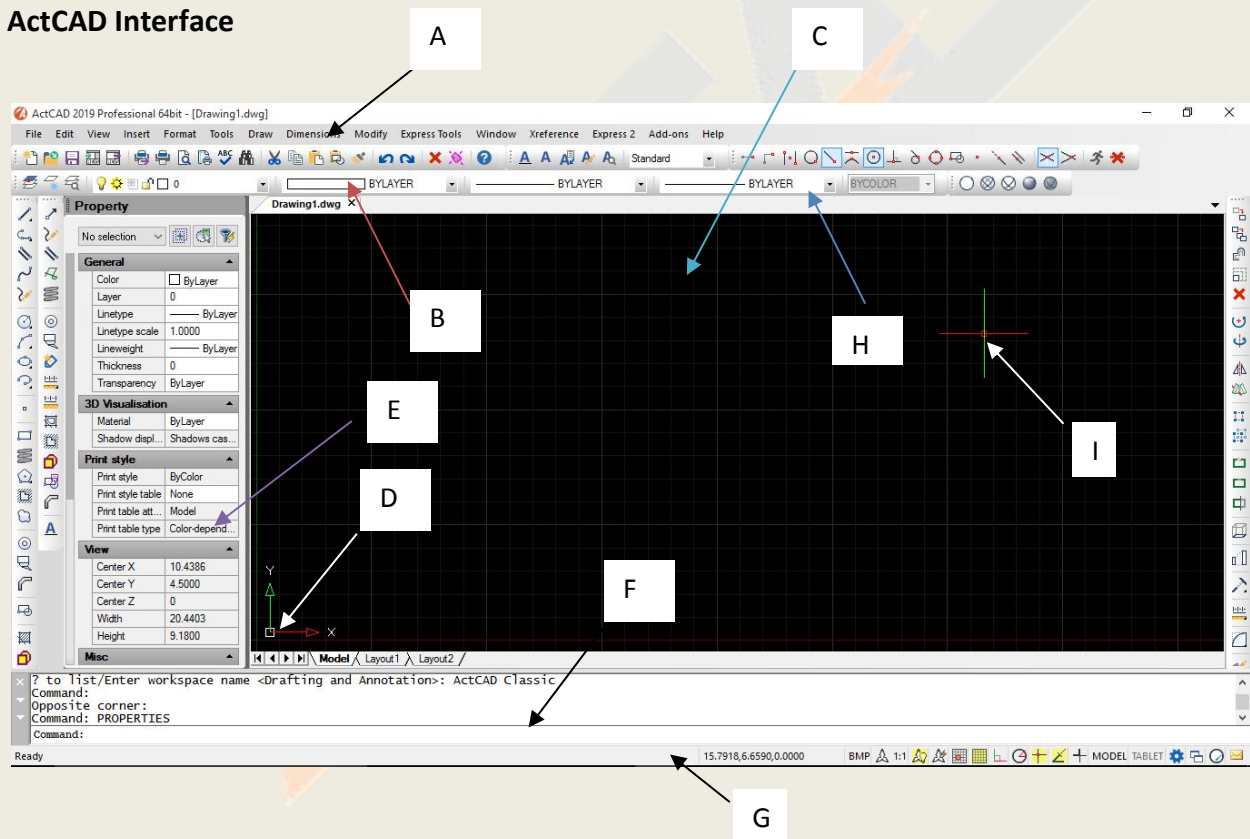 ActCAD Interface
A
C
ActCAD 2019 Professional 64bit - [Drawing1.dwg]
File Edit View Insert Format Tools Draw Dimensions Modify Express Tools Window Xreference Express 2 Add-ons Help
ABC A A A A A Standard
0 BYLAYER BYLAYER BYLAYER BYCOLOR
Property
Drawing1.dwg
No selection
General
Color ByLayer
Layer 0
Linetype ByLayer
Linetype scale 1.0000
Lineweight ByLayer
Thickness 0
Transparency ByLayer
3D Visualisation
Material ByLayer
Shadow displ... Shadows cas...
Print style
Print style ByColor
Print style table None
Print table att... Model
Print table type Color-depend...
View
Center X 10.4386
Center Y 4.5000
Center Z 0
Width 20.4403
Height 9.1800
Misc
A
B
H
E
I
D
F
Y
X
Model Layout1 Layout2
? to list/Enter workspace name <Drafting and Annotation>: ActCAD Classic
Command:
Opposite corner:
Command: PROPERTIES
Command:
Ready 15.7918,6.6590,0.0000 BMP 1:1 MODEL TABLET
G